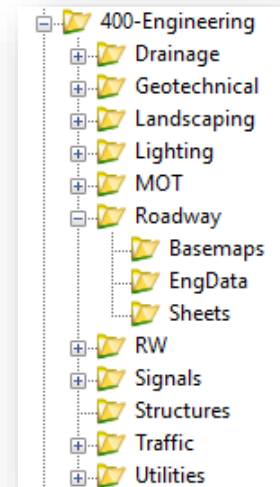 400-Engineering
Drainage
Geotechnical
Landscaping
Lighting
MOT
Roadway
Basemaps
EngData
Sheets
RW
Signals
Structures
Traffic
Utilities